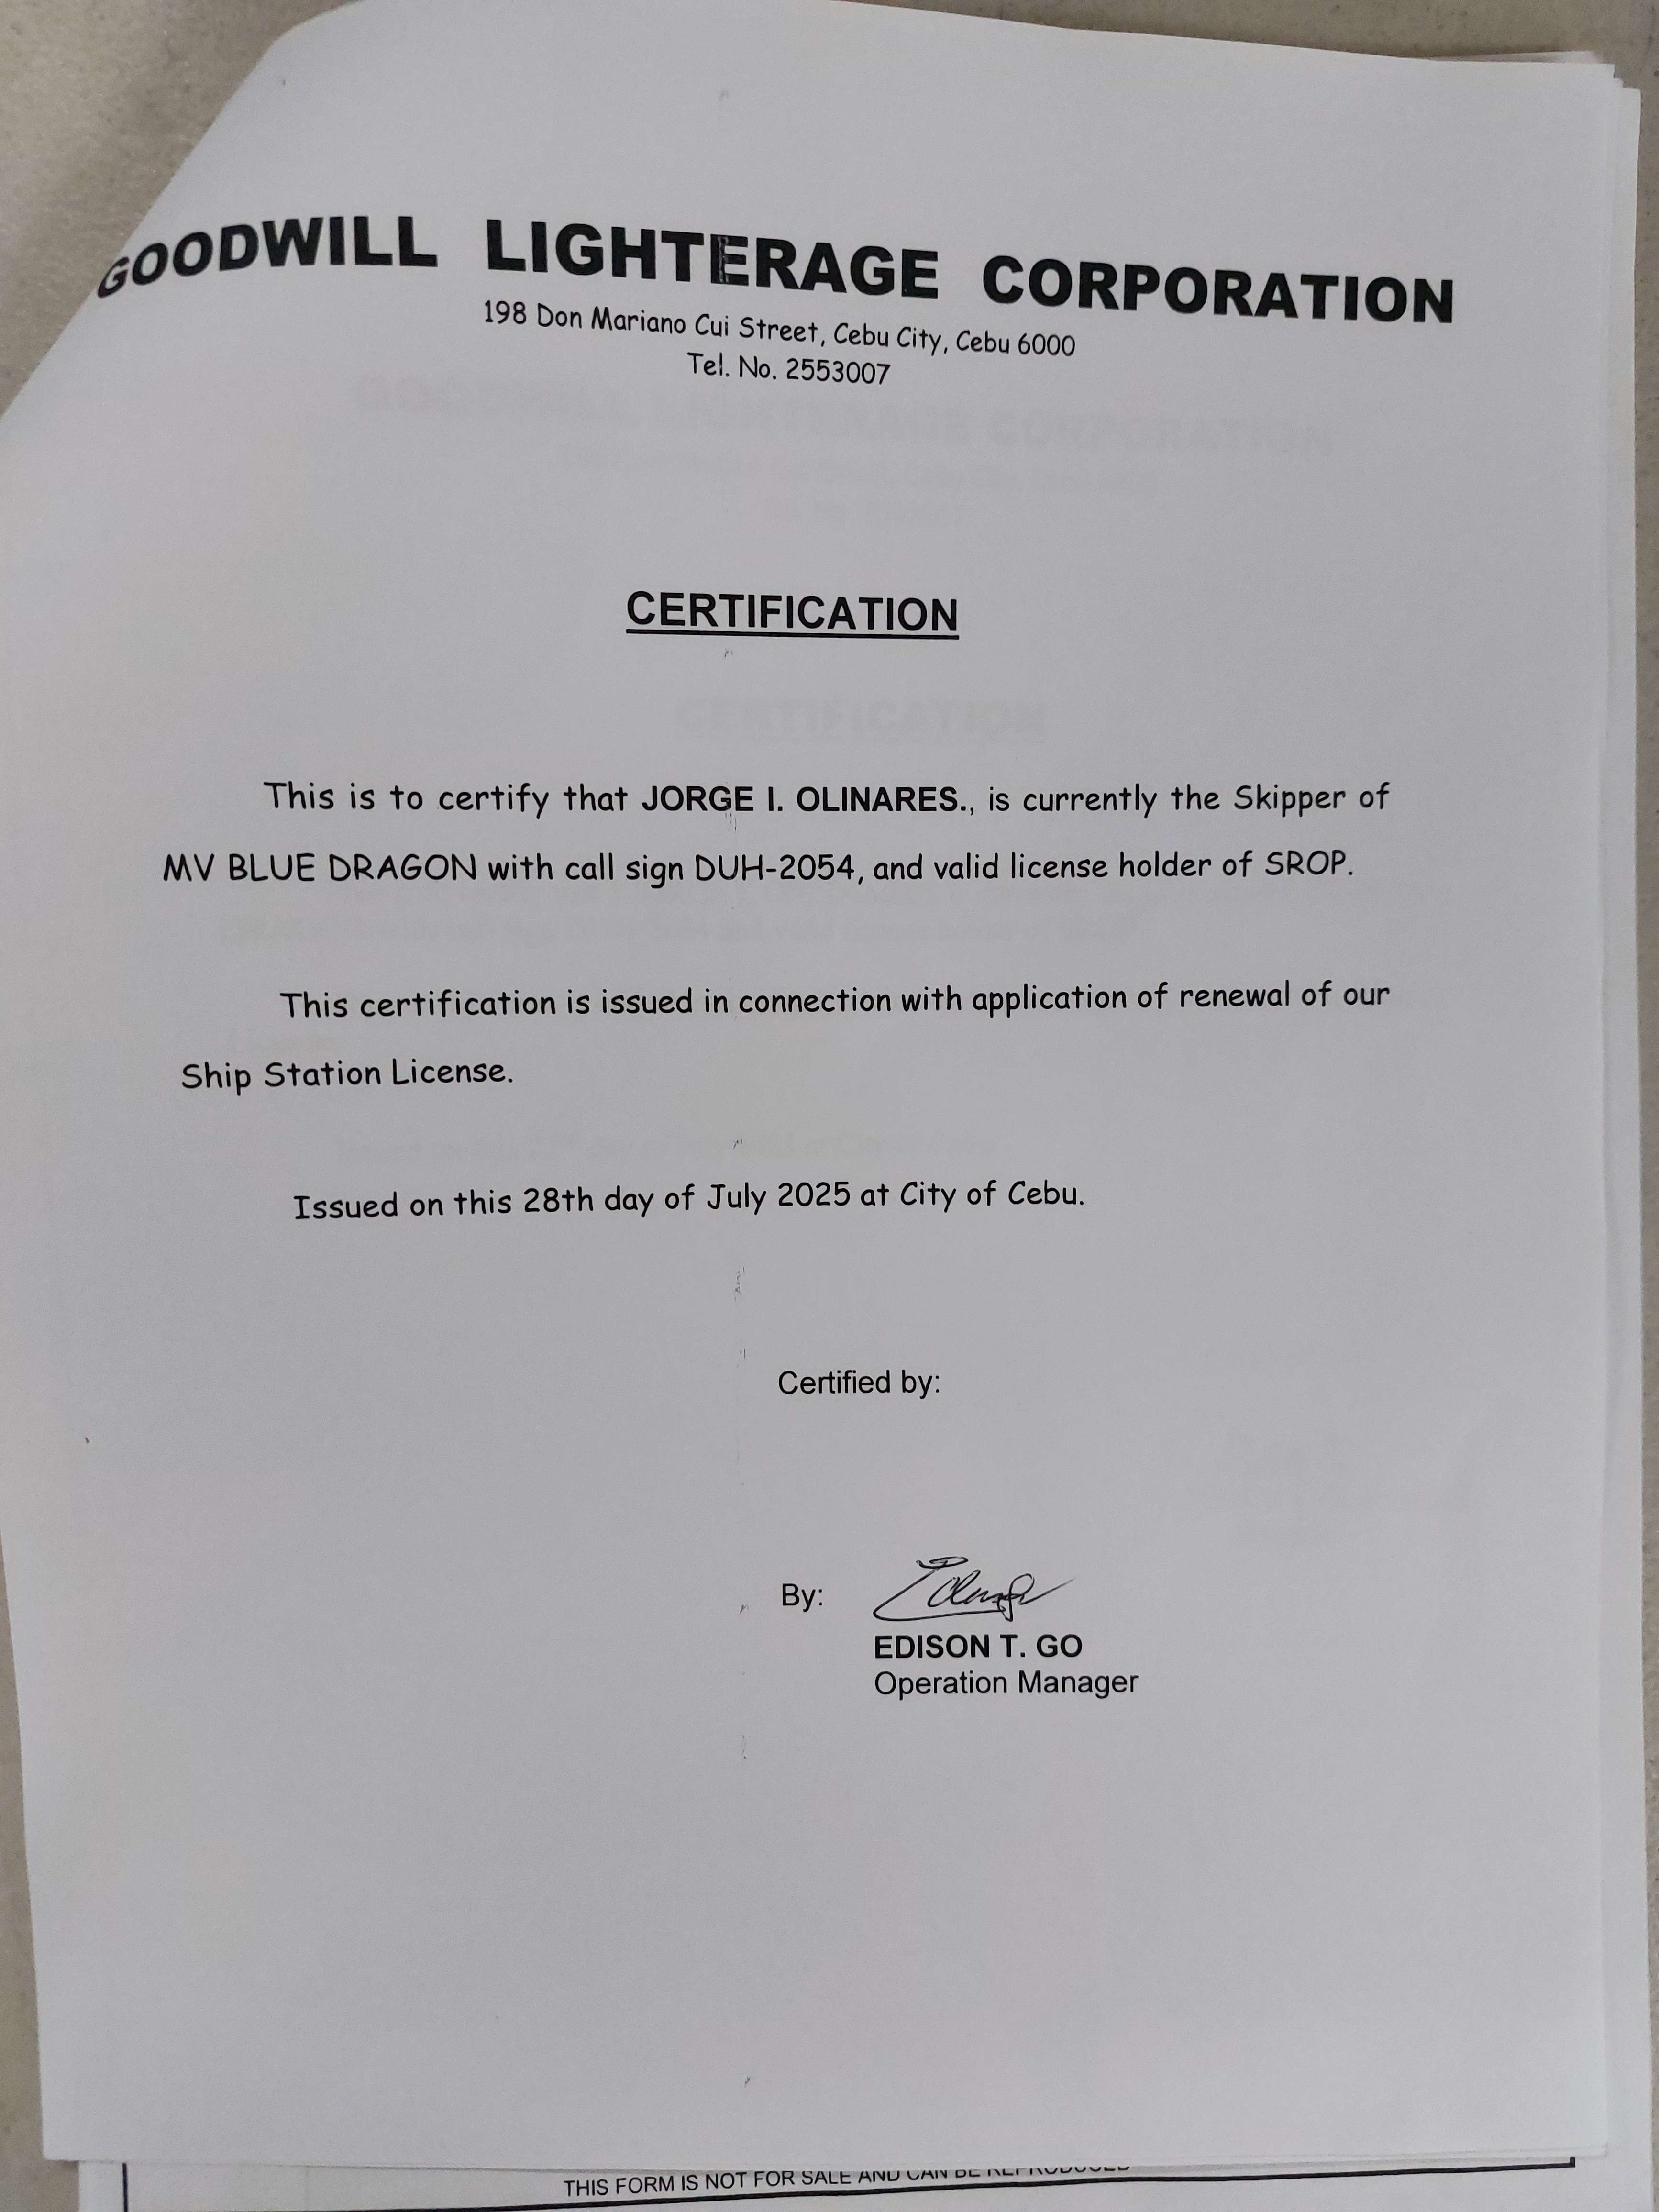 GOODWILL LIGHTERAGE CORPORATION
198 Don Mariano Cui Street, Cebu City, Cebu 6000
Tel. No. 2553007
CERTIFICATION
This is to certify that JORGE I. OLINARES., is currently the Skipper of
MV BLUE DRAGON with call sign DUH-2054, and valid license holder of SROP.
This certification is issued in connection with application of renewal of our
Ship Station License.
Issued on this 28th day of July 2025 at City of Cebu.
Certified by:
By:
EDISON T. GO
Operation Manager
THIS FORM IS NOT FOR SALE AND CAN BE REPRODUCED